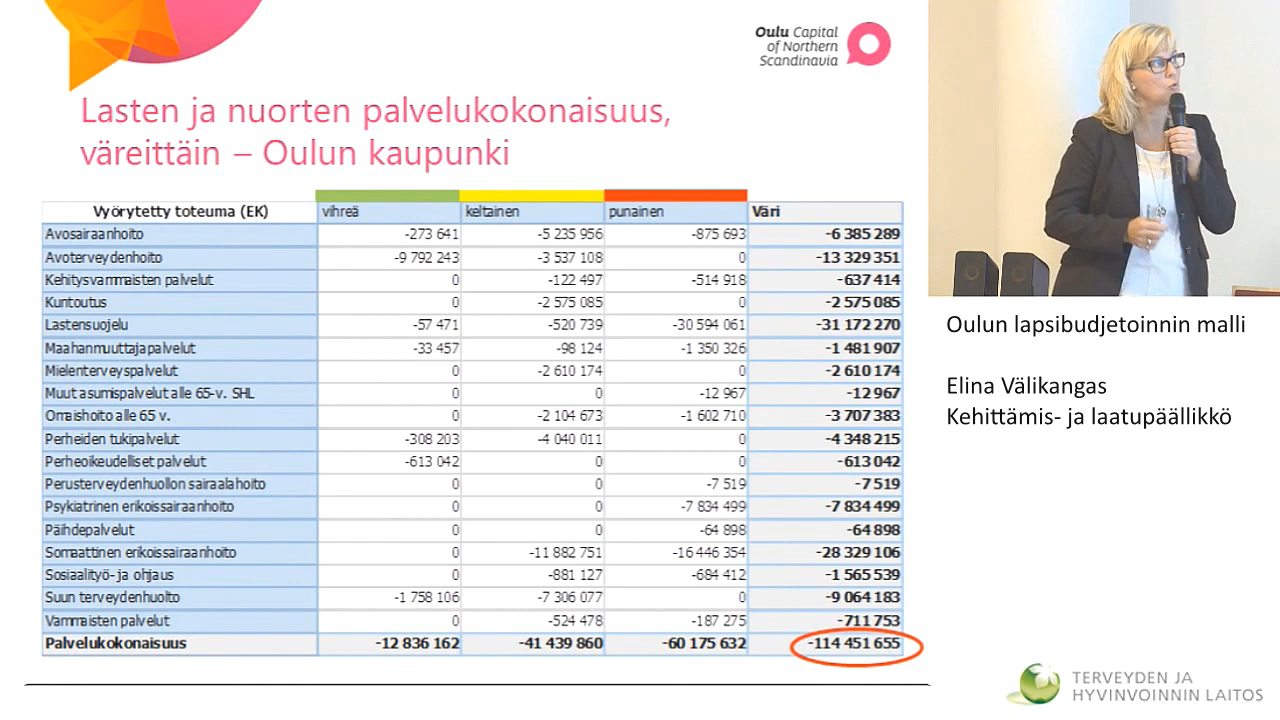 Oulu Capital
of Northern
Scandinavia
Lasten ja nuorten palvelukokonaisuus,
väreittäin – Oulun kaupunki
Vyörytetty toteuma (EK) vihreä keltainen punainen Väri
Avosairaanhoito -273 641 -5 235 956 -875 693 -6 385 289
Avoterveydenhoito -9 792 243 -3 537 108 0 -13 329 351
Kehitysvammaisten palvelut 0 -122 497 -514 918 -637 414
Kuntoutus 0 -2 575 085 0 -2 575 085
Lastensuojelu -57 471 -520 739 -30 594 061 -31 172 270
Maahanmuuttajapalvelut -33 457 -98 124 -1 350 326 -1 481 907
Mielenterveyspalvelut 0 -2 610 174 0 -2 610 174
Muut asumispalvelut alle 65-v. SHL 0 0 -12 967 -12 967
Omaishoito alle 65 v. 0 -2 104 673 -1 602 710 -3 707 383
Perheiden tukipalvelut -308 203 -4 040 011 0 -4 348 215
Perheoikeudelliset palvelut -613 042 0 0 -613 042
Perusterveydenhuollon sairaalahoito 0 0 -7 519 -7 519
Psykiatrinen erikoissairaanhoito 0 0 -7 834 499 -7 834 499
Päihdepalvelut 0 0 -64 898 -64 898
Somaattinen erikoissairaanhoito 0 -11 882 751 -16 446 354 -28 329 106
Sosiaalityö- ja ohjaus 0 -881 127 -684 412 -1 565 539
Suun terveydenhuolto -1 758 106 -7 306 077 0 -9 064 183
Vammaisten palvelut 0 -524 478 -187 275 -711 753
Palvelukokonaisuus -12 836 162 -41 439 860 -60 175 632 -114 451 655
Oulun lapsibudjetoinnin malli
Elina Välikangas
Kehittämis- ja laatupäällikkö
TERVEYDEN JA
HYVINVOINNIN LAITOS